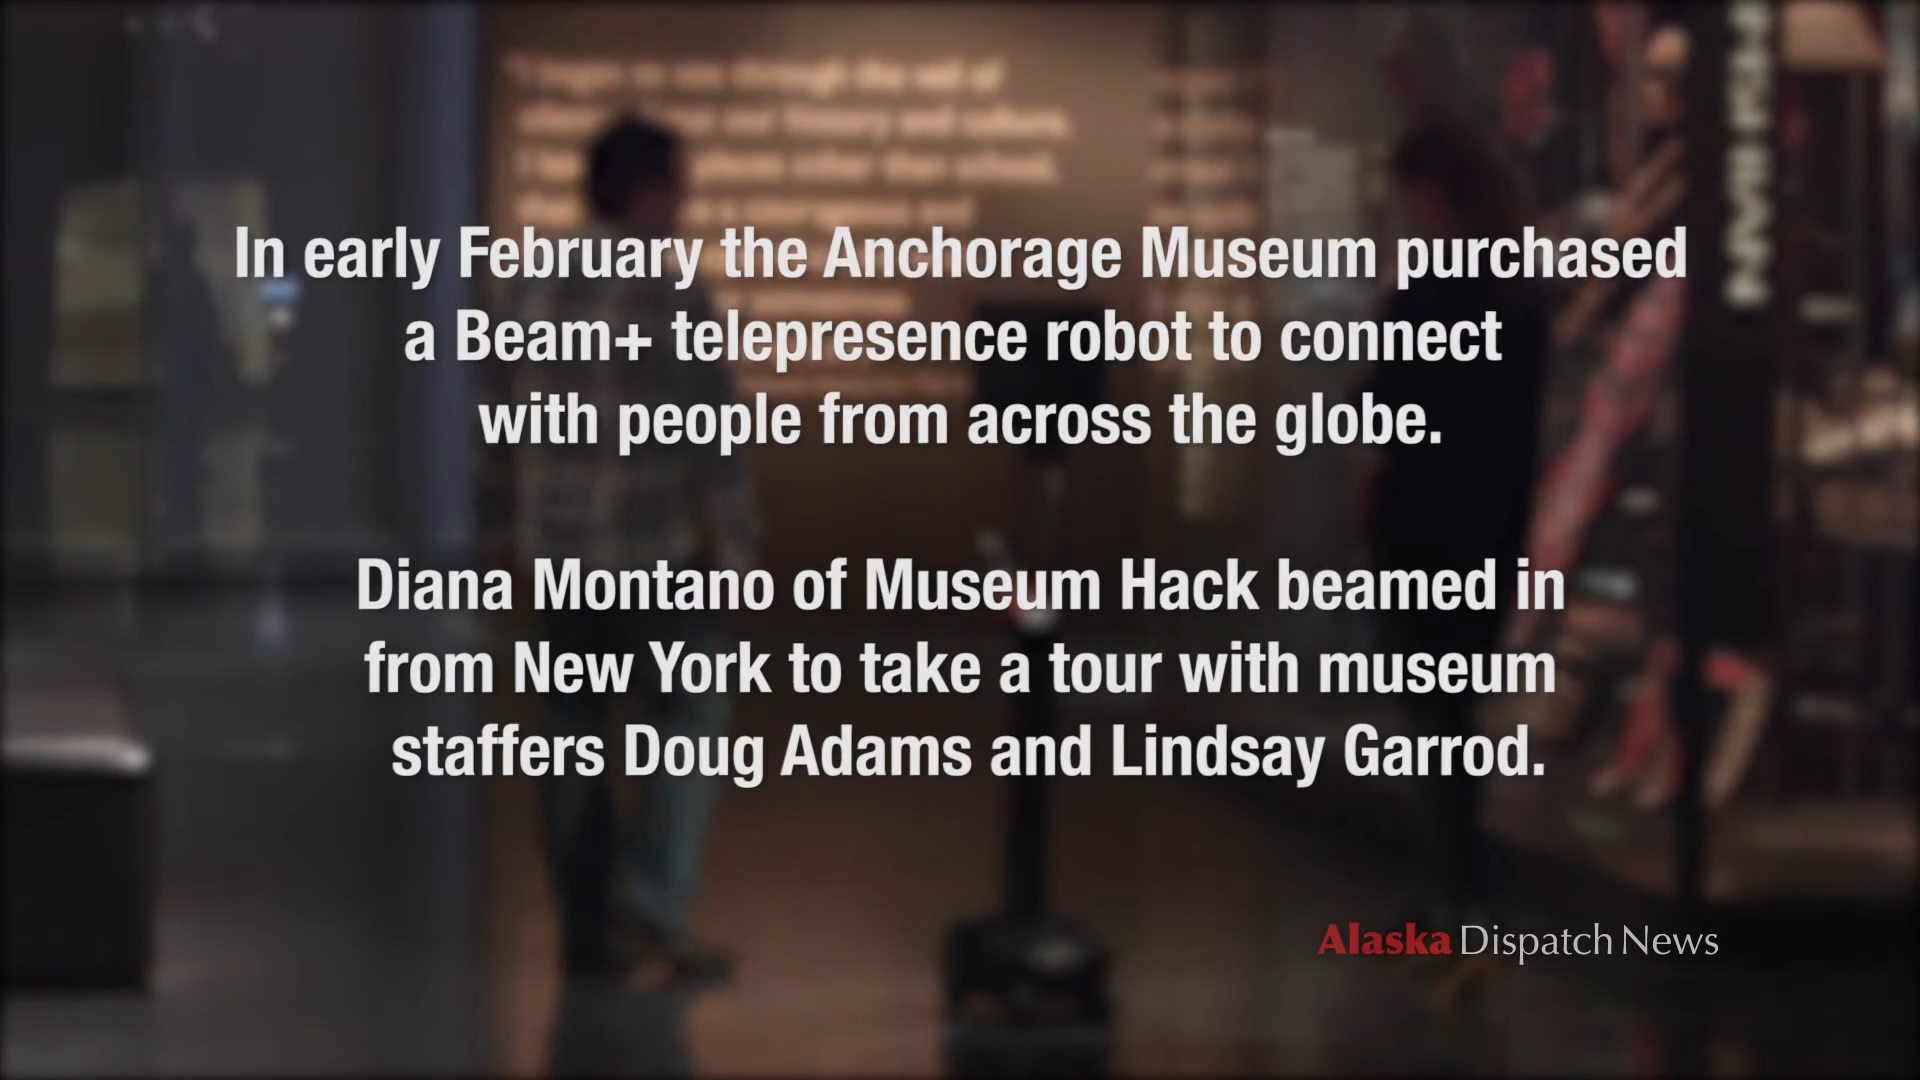 In early February the Anchorage Museum purchased
a Beam+ telepresence robot to connect
with people from across the globe.
Diana Montano of Museum Hack beamed in
from New York to take a tour with museum
staffers Doug Adams and Lindsay Garrod.
Alaska Dispatch News